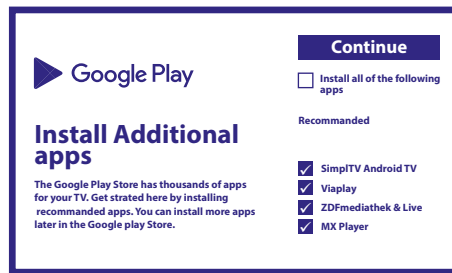 Google Play
Install Additional
apps
The Google Play Store has thousands of apps
for your TV. Get strated here by installing
recommanded apps. You can install more apps
later in the Google play Store.
Continue
Install all of the following
apps
Recommanded
SimplTV Android TV
Viaplay
ZDFmediathek & Live
MX Player